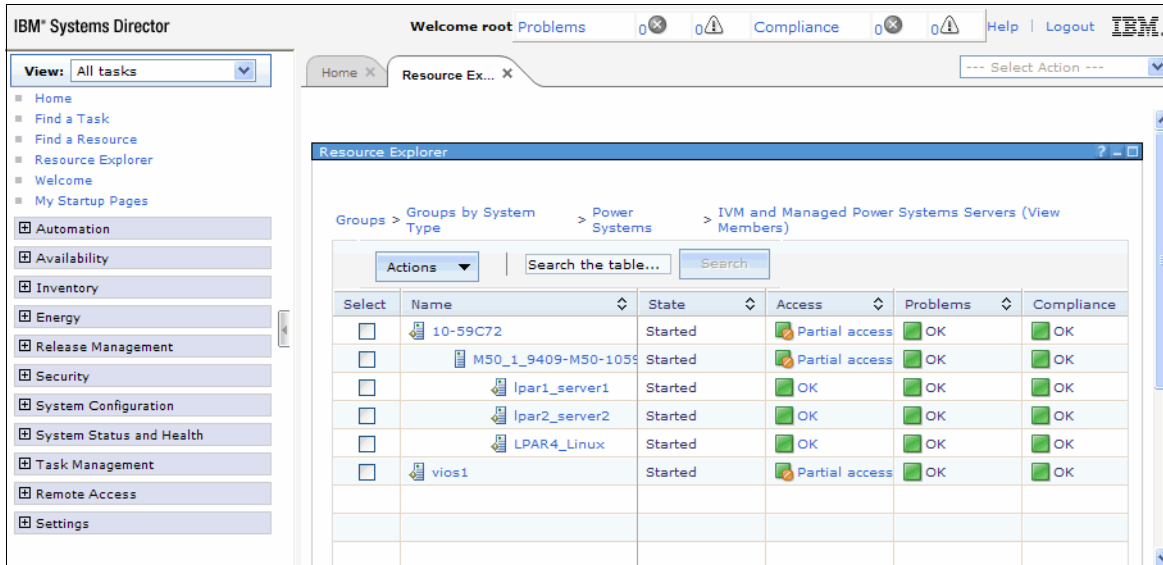 IBM® Systems Director
Welcome root Problems 0 0 Compliance 0 0 Help | Logout IBM.
View: All tasks
Home
Find a Task
Find a Resource
Resource Explorer
Welcome
My Startup Pages
Automation
Availability
Inventory
Energy
Release Management
Security
System Configuration
System Status and Health
Task Management
Remote Access
Settings
Home Resource Ex... --- Select Action ---
Resource Explorer
Groups > Groups by System Type > Power Systems > IVM and Managed Power Systems Servers (View Members)
Actions Search the table... Search
Select Name State Access Problems Compliance
10-59C72 Started Partial access OK OK
M50_1_9409-M50-1059 Started Partial access OK OK
lpar1_server1 Started OK OK OK
lpar2_server2 Started OK OK OK
LPAR4_Linux Started OK OK OK
vios1 Started Partial access OK OK